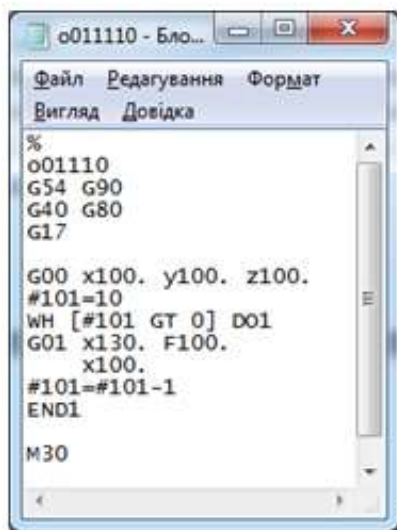 o011110 - Бло...
Файл Редагування Формат
Вигляд Довідка
%
o01110
G54 G90
G40 G80
G17
G00 x100. y100. z100.
#101=10
WH [#101 GT 0] DO1
G01 x130. F100.
x100.
#101=#101-1
END1
M30